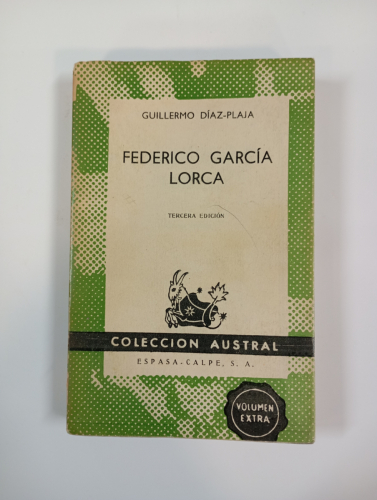 GUILLERMO DÍAZ-PLAJA
FEDERICO GARCÍA
LORCA
TERCERA EDICIÓN
COLECCION AUSTRAL
ESPASA-CALPE, S. A.
VOLUMEN
EXTRA